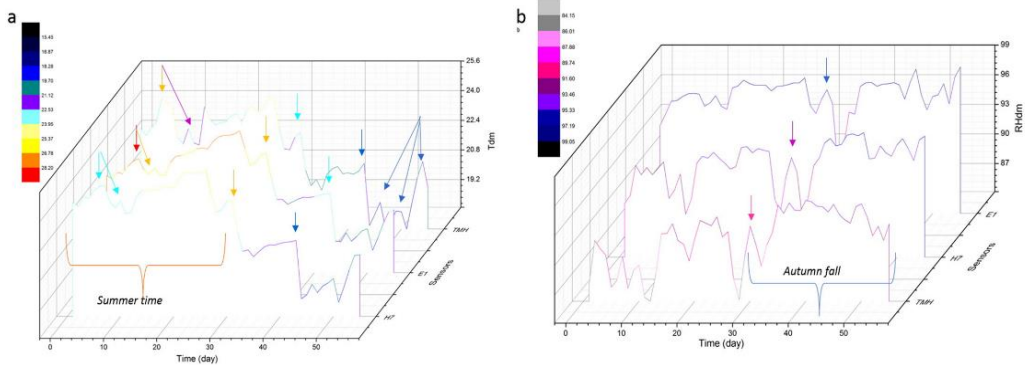 a
13.40
16.87
18.28
19.70
21.12
22.53
23.95
25.37
26.78
28.20
25.6
24.0
22.4
20.8
19.2
Tdm
TMH
E1
H7
Sensors
Summer time
0
10
20
30
40
50
Time (day)
b
84.15
86.01
87.88
89.74
91.60
93.46
95.33
97.19
99.05
99
96
93
90
87
RHdm
E1
H7
TMH
Sensors
Autumn fall
0
10
20
30
40
50
Time (day)